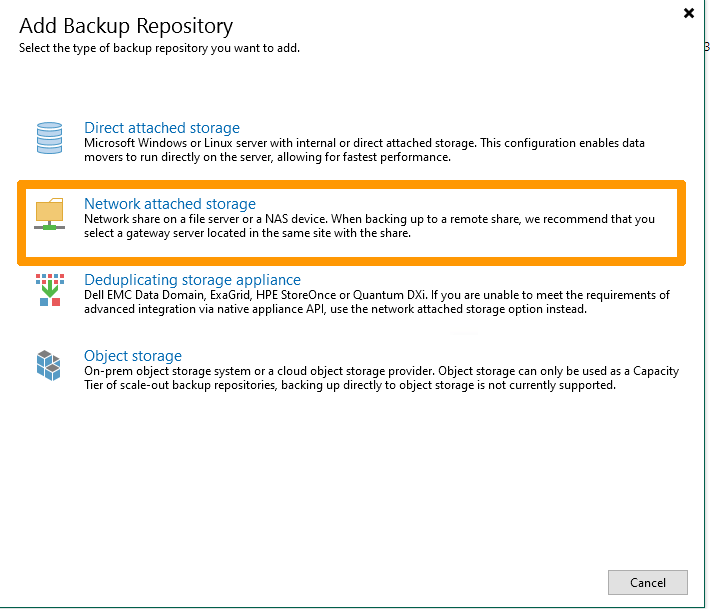 Add Backup Repository
Select the type of backup repository you want to add.
3
Direct attached storage
Microsoft Windows or Linux server with internal or direct attached storage. This configuration enables data
movers to run directly on the server, allowing for fastest performance.
Network attached storage
Network share on a file server or a NAS device. When backing up to a remote share, we recommend that you
select a gateway server located in the same site with the share.
Deduplicating storage appliance
Dell EMC Data Domain, ExaGrid, HPE StoreOnce or Quantum DXi. If you are unable to meet the requirements of
advanced integration via native appliance API, use the network attached storage option instead.
Object storage
On-prem object storage system or a cloud object storage provider. Object storage can only be used as a Capacity
Tier of scale-out backup repositories, backing up directly to object storage is not currently supported.
Cancel